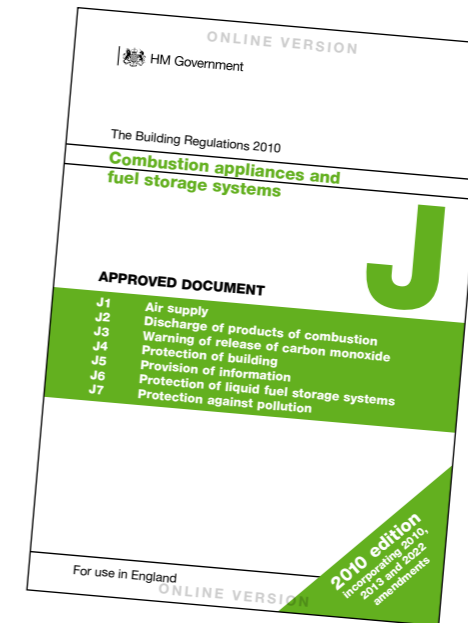 ONLINE VERSION
HM Government
The Building Regulations 2010
Combustion appliances and
fuel storage systems
J
APPROVED DOCUMENT
J1 Air supply
J2 Discharge of products of combustion
J3 Warning of release of carbon monoxide
J4 Protection of building
J5 Provision of information
J6 Protection of liquid fuel storage systems
J7 Protection against pollution
2010 edition
incorporating 2010,
2013 and 2022
amendments
For use in England
ONLINE VERSION